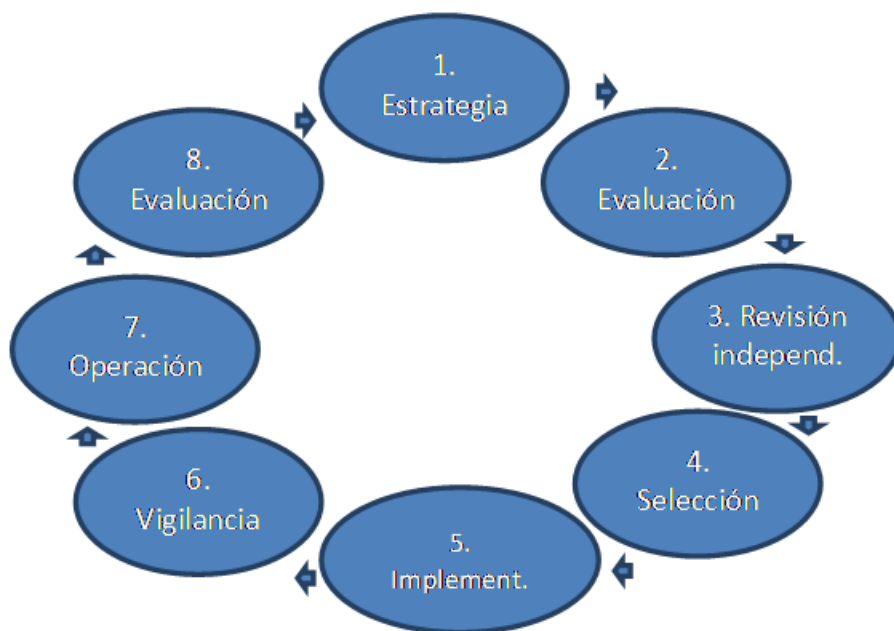 1.
Estrategia
2.
Evaluación
3. Revisión
independ.
4.
Selección
5.
Implement.
6.
Vigilancia
7.
Operación
8.
Evaluación